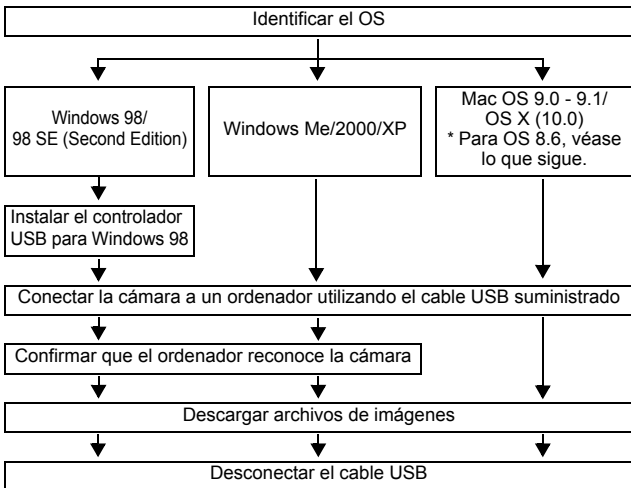 Identificar el OS
Windows 98/
98 SE (Second Edition)
Windows Me/2000/XP
Mac OS 9.0 - 9.1/
OS X (10.0)
* Para OS 8.6, véase
lo que sigue.
Instalar el controlador
USB para Windows 98
Conectar la cámara a un ordenador utilizando el cable USB suministrado
Confirmar que el ordenador reconoce la cámara
Descargar archivos de imágenes
Desconectar el cable USB